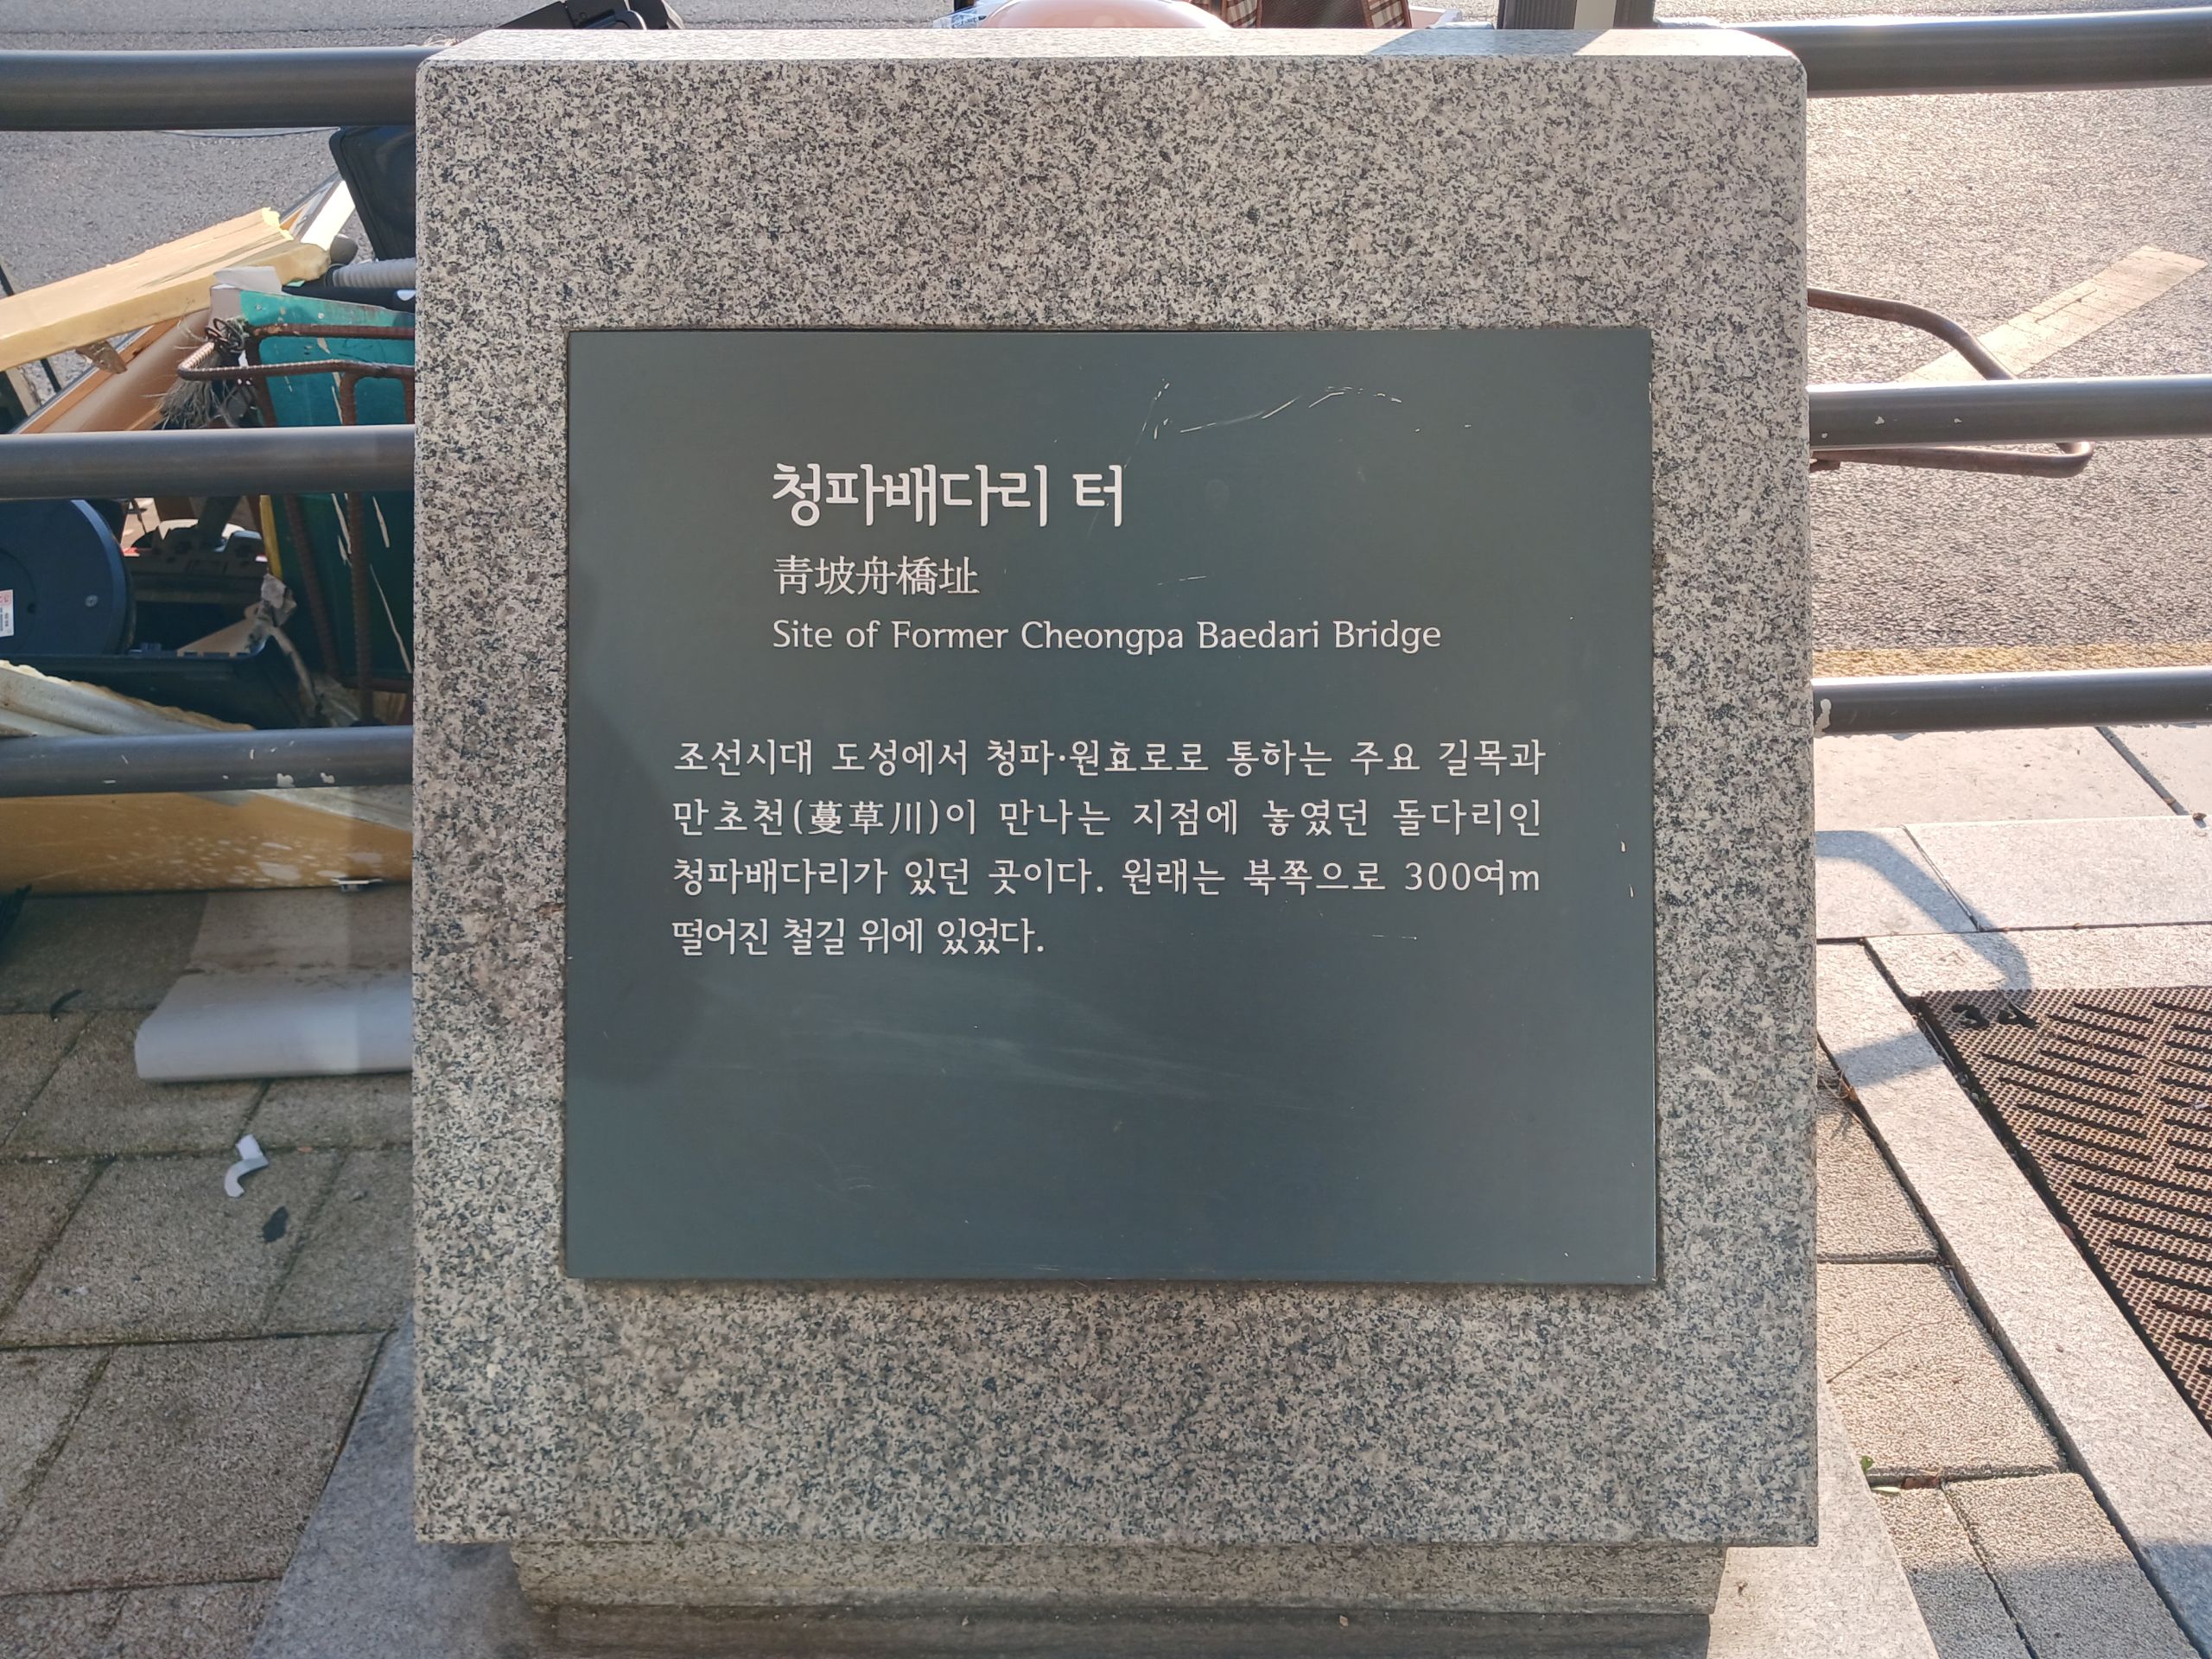 청파배다리 터
靑坡舟橋址
Site of Former Cheongpa Baedari Bridge
조선시대 도성에서 청파·원효로로 통하는 주요 길목과
만초천(蔓草川)이 만나는 지점에 놓였던 돌다리인
청파배다리가 있던 곳이다. 원래는 북쪽으로 300여m
떨어진 철길 위에 있었다.